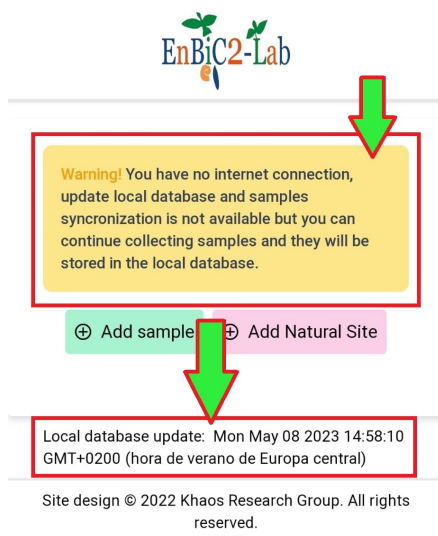 EnBiC2-Lab
Warning! You have no internet connection,
update local database and samples
syncronization is not available but you can
continue collecting samples and they will be
stored in the local database.
Add sample
Add Natural Site
Local database update: Mon May 08 2023 14:58:10
GMT+0200 (hora de verano de Europa central)
Site design © 2022 Khaos Research Group. All rights
reserved.